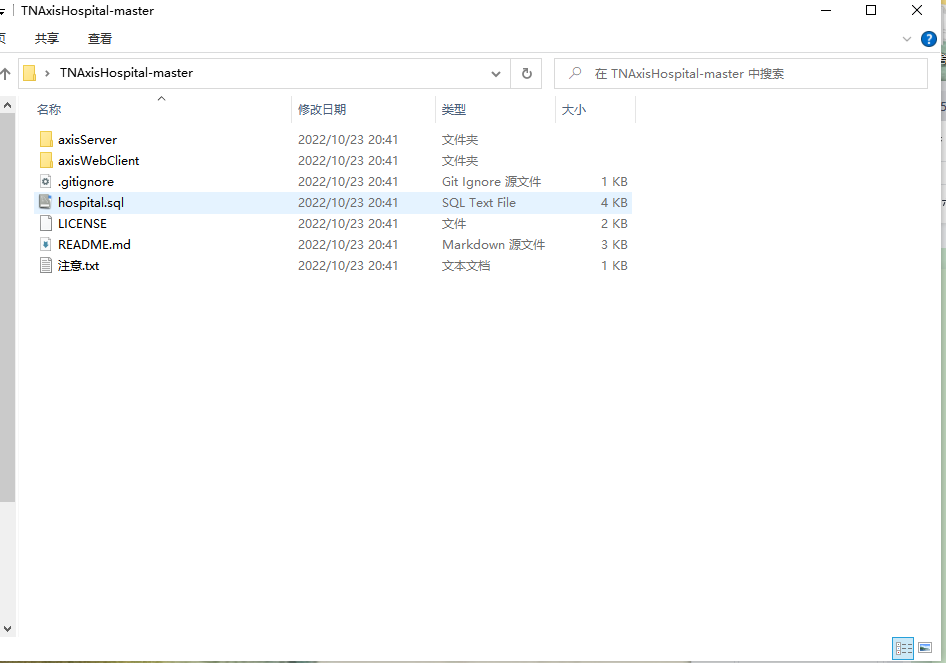 TNAxisHospital-master
共享 查看
TNAxisHospital-master 在 TNAxisHospital-master 中搜索
名称 修改日期 类型 大小
axisServer 2022/10/23 20:41 文件夹
axisWebClient 2022/10/23 20:41 文件夹
.gitignore 2022/10/23 20:41 Git Ignore 源文件 1 KB
hospital.sql 2022/10/23 20:41 SQL Text File 4 KB
LICENSE 2022/10/23 20:41 文件 2 KB
README.md 2022/10/23 20:41 Markdown 源文件 3 KB
注意.txt 2022/10/23 20:41 文本文档 1 KB